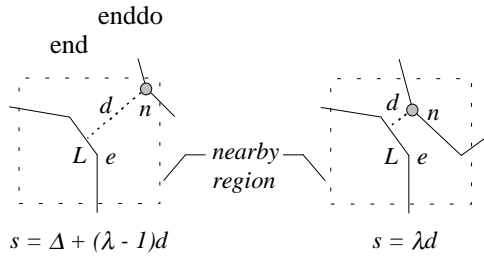 enddo
end
d
n
d
n
L
e
nearby
region
L
e
s = Δ + (λ - 1)d
s = λd